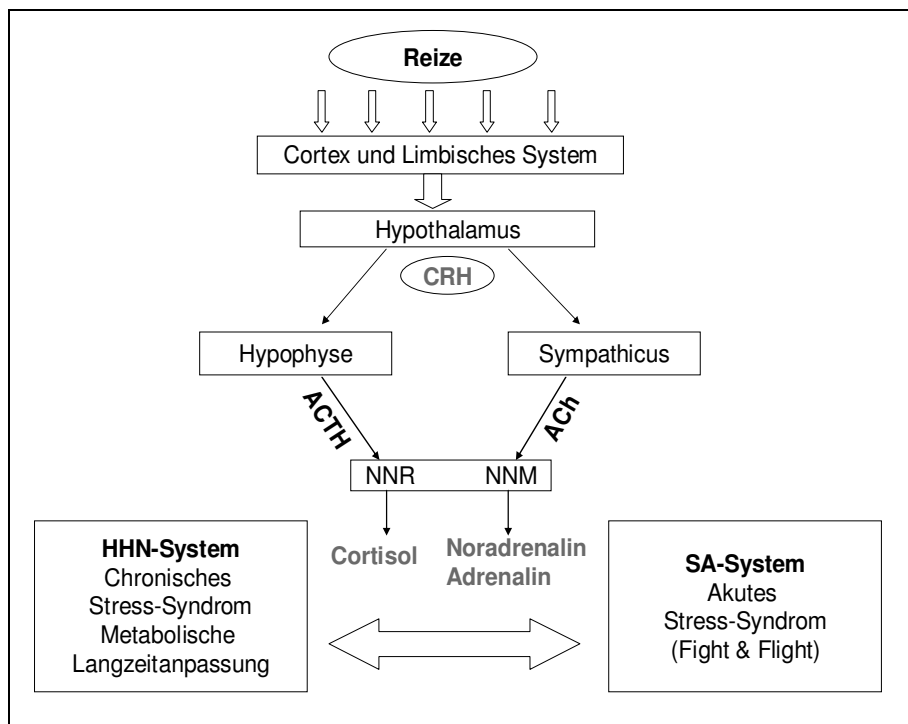 Reize
Cortex und Limbisches System
Hypothalamus
CRH
Hypophyse
Sympathicus
ACTH
ACh
NNR
NNM
Cortisol
Noradrenalin
Adrenalin
HHN-System
Chronisches
Stress-Syndrom
Metabolische
Langzeitanpassung
SA-System
Akutes
Stress-Syndrom
(Fight & Flight)